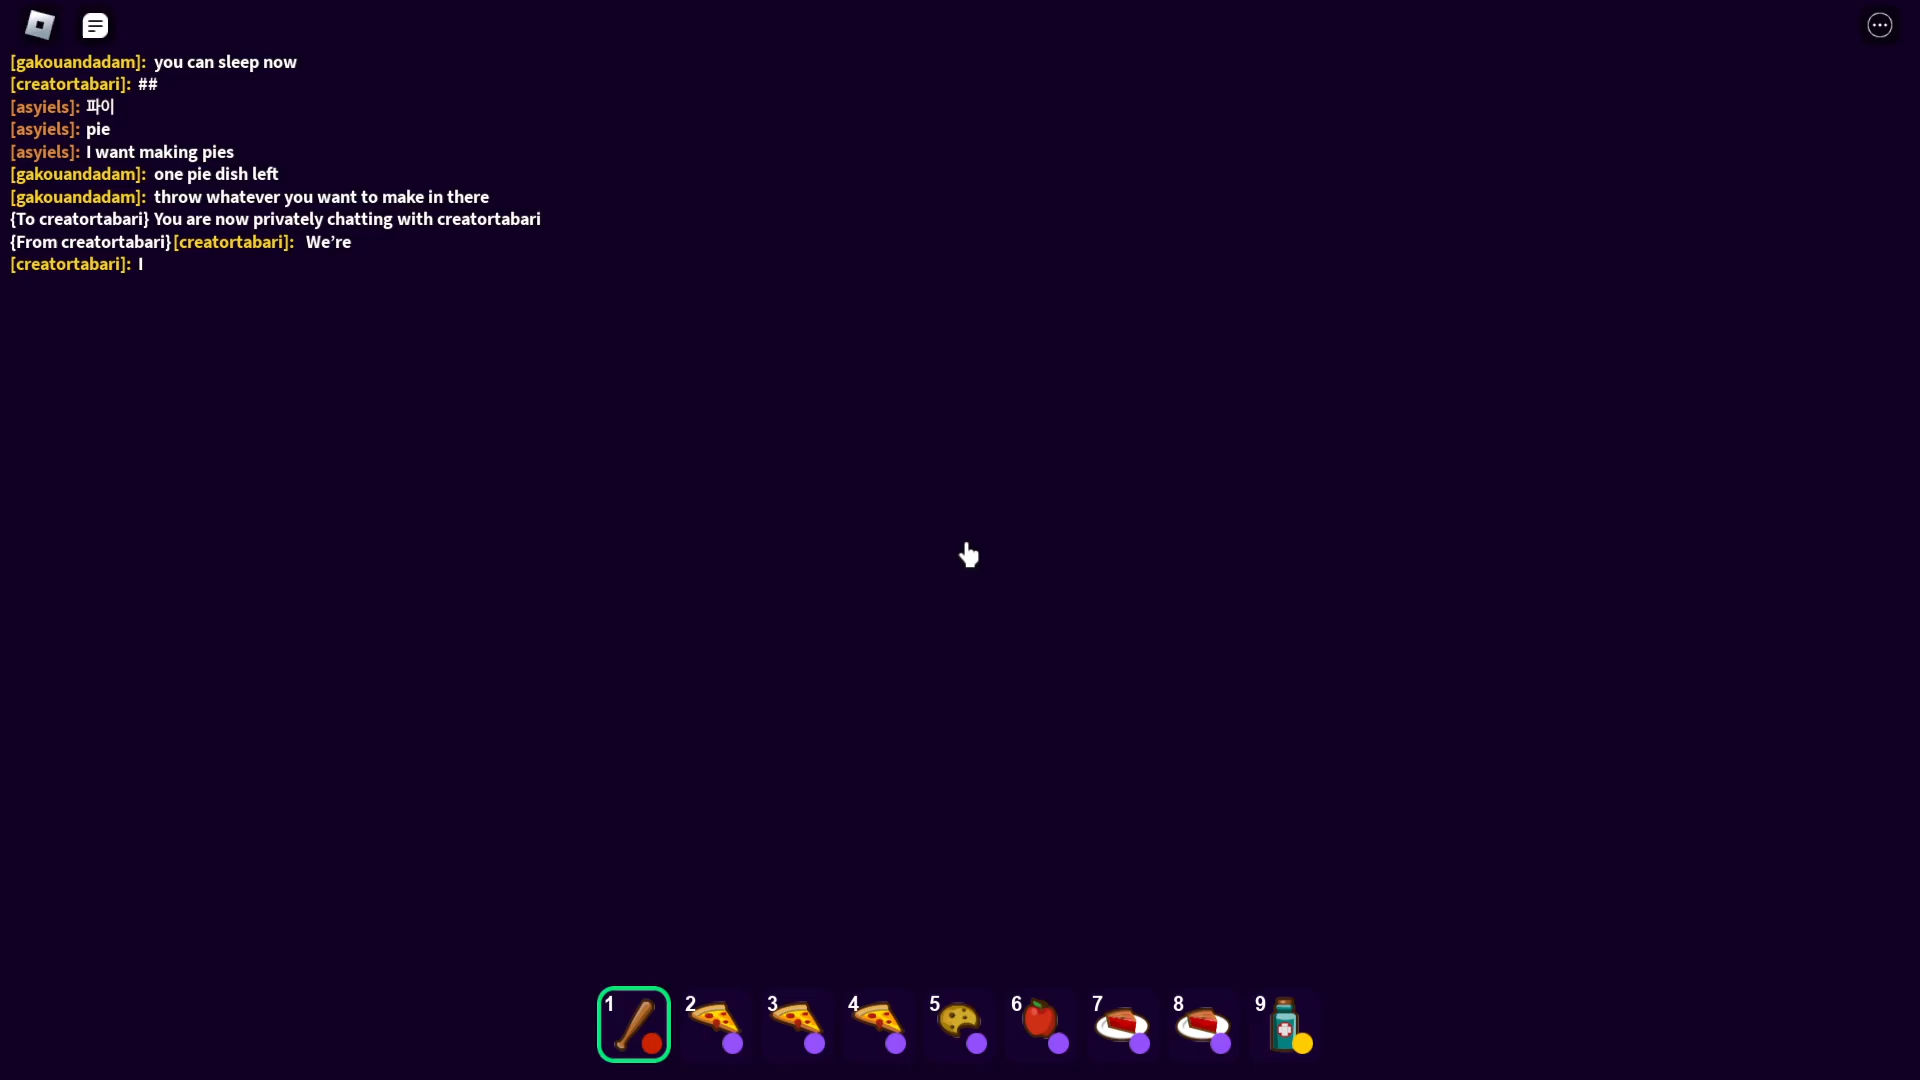 [gakouandadam]: you can sleep now
[creatortabari]: ##
[asyiels]: 파이
[asyiels]: pie
[asyiels]: I want making pies
[gakouandadam]: one pie dish left
[gakouandadam]: throw whatever you want to make in there
{To creatortabari} You are now privately chatting with creatortabari
{From creatortabari}[creatortabari]: We’re
[creatortabari]: I
1 2 3 4 5 6 7 8 9